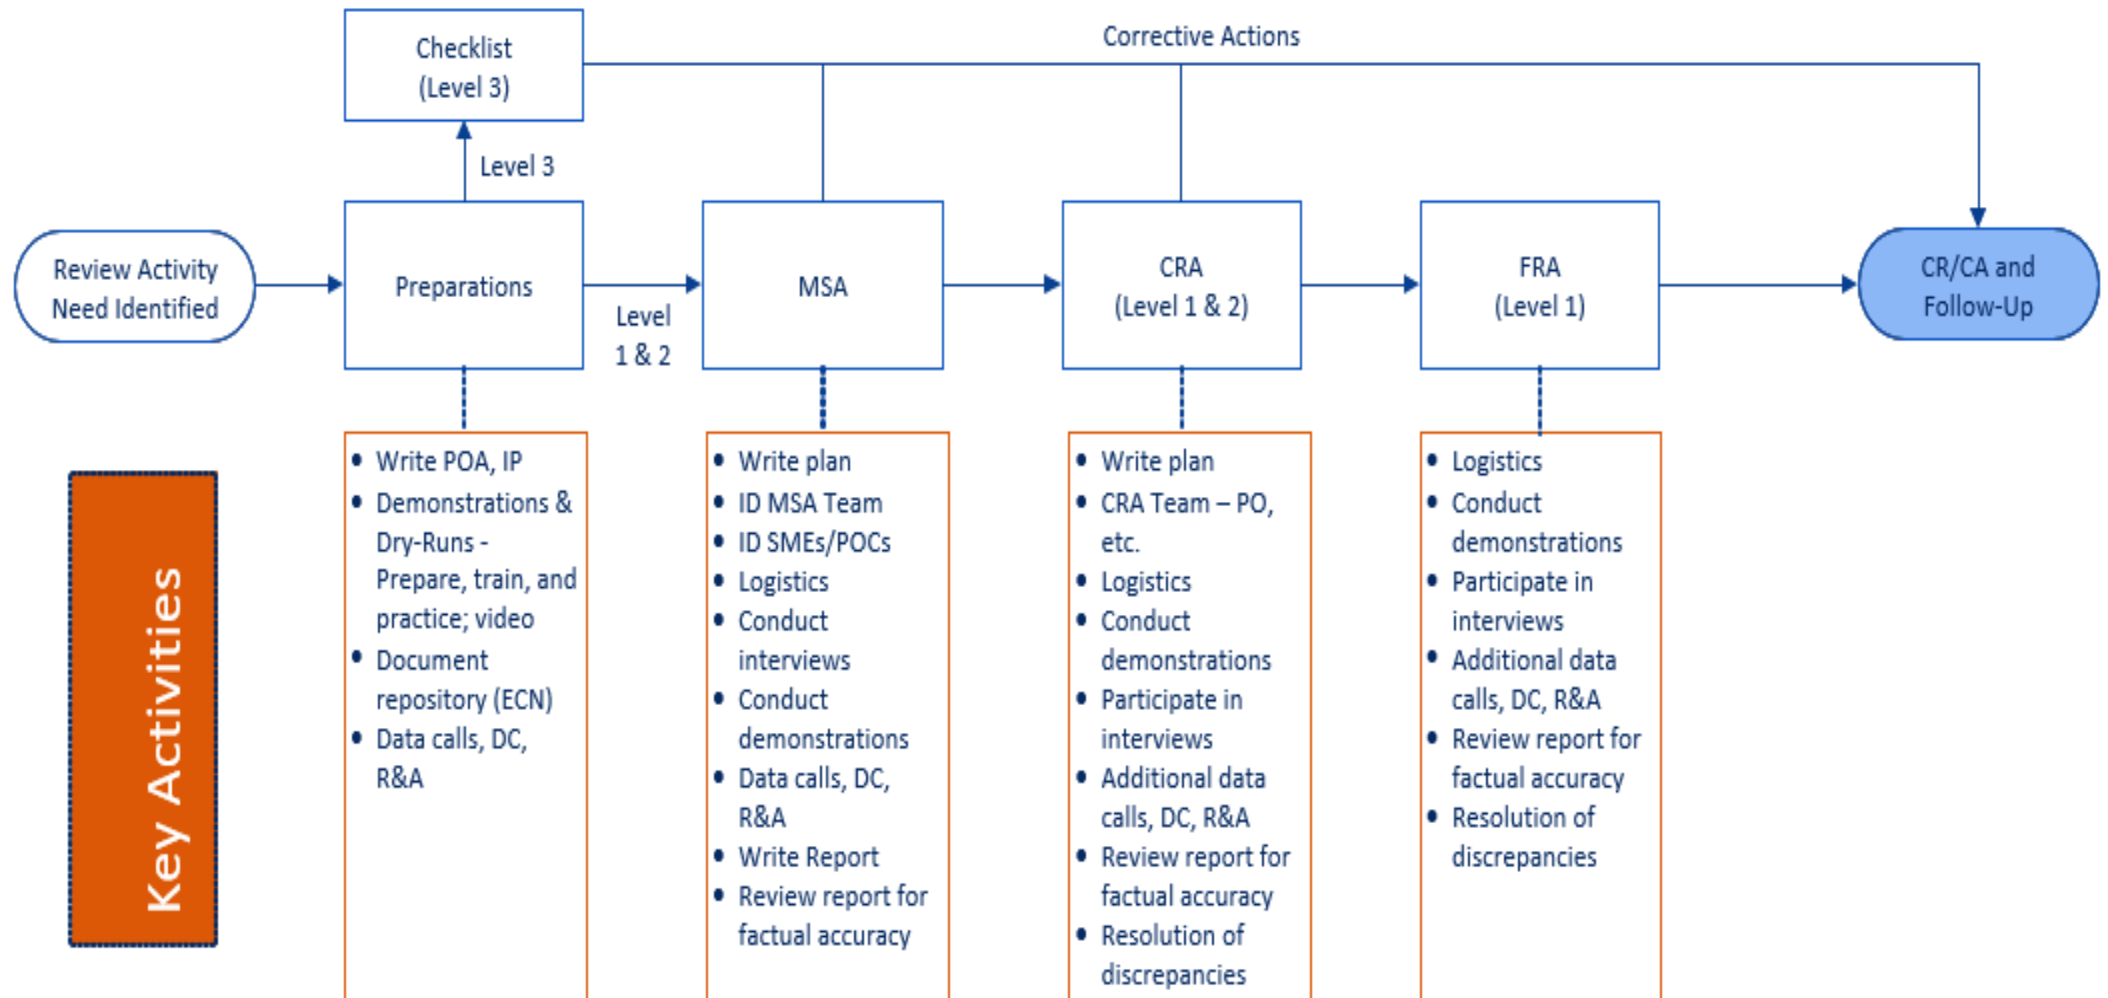 Checklist
(Level 3)
Corrective Actions
Level 3
Review Activity
Need Identified
Preparations
Level
1 & 2
MSA
CRA
(Level 1 & 2)
FRA
(Level 1)
CR/CA and
Follow-Up
Key Activities
• Write POA, IP
• Demonstrations &
Dry-Runs -
Prepare, train, and
practice; video
• Document
repository (ECN)
• Data calls, DC,
R&A
• Write plan
• ID MSA Team
• ID SMEs/POCs
• Logistics
• Conduct
interviews
• Conduct
demonstrations
• Data calls, DC,
R&A
• Write Report
• Review report for
factual accuracy
• Write plan
• CRA Team – PO,
etc.
• Logistics
• Conduct
demonstrations
• Participate in
interviews
• Additional data
calls, DC, R&A
• Review report for
factual accuracy
• Resolution of
discrepancies
• Logistics
• Conduct
demonstrations
• Participate in
interviews
• Additional data
calls, DC, R&A
• Review report for
factual accuracy
• Resolution of
discrepancies